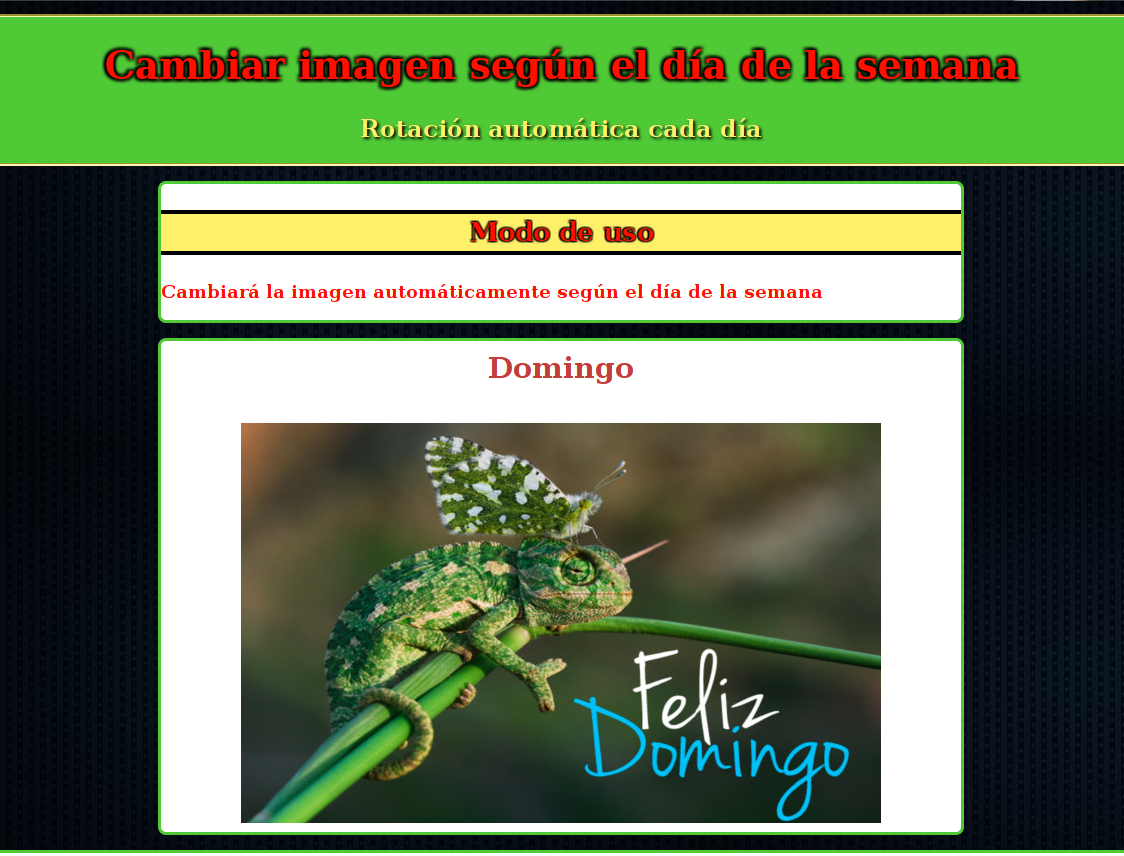 Cambiar imagen según el día de la semana
Rotación automática cada día
Modo de uso
Cambiará la imagen automáticamente según el día de la semana
Domingo
Feliz
Domingo